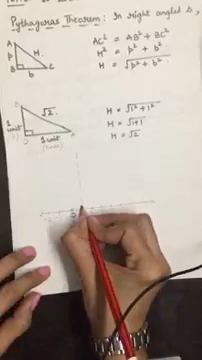 Pythagoras Theorem: In right angled Δ,
A
P H
B b C
AC² = AB² + BC²
H² = p² + b²
H = √p² + b²
B
√2
1 unit
O 1 unit A
H = √1² + 1²
H = √1+1
H = √2